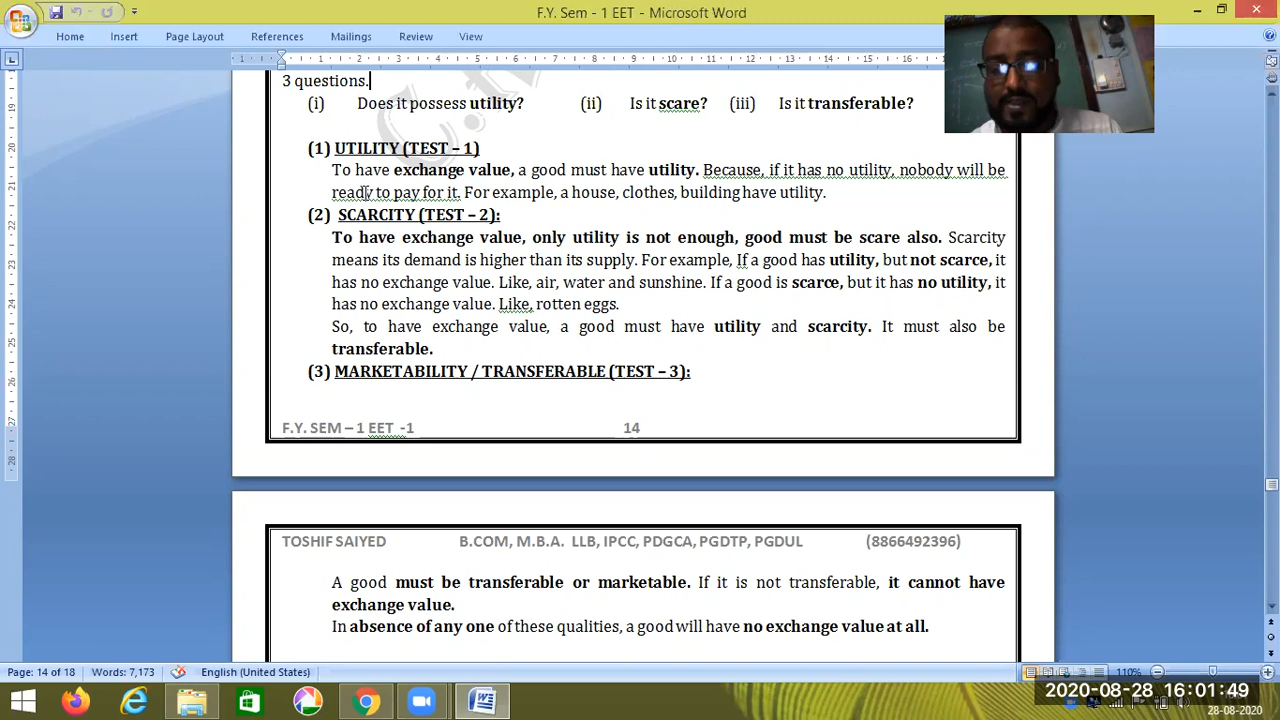 F.Y. Sem - 1 EET - Microsoft Word
Home Insert Page Layout References Mailings Review View
3 questions.
(i) Does it possess utility? (ii) Is it scare? (iii) Is it transferable?
(1) UTILITY (TEST – 1)
To have exchange value, a good must have utility. Because, if it has no utility, nobody will be
ready to pay for it. For example, a house, clothes, building have utility.
(2) SCARCITY (TEST – 2):
To have exchange value, only utility is not enough, good must be scare also. Scarcity
means its demand is higher than its supply. For example, If a good has utility, but not scarce, it
has no exchange value. Like, air, water and sunshine. If a good is scarce, but it has no utility, it
has no exchange value. Like, rotten eggs.
So, to have exchange value, a good must have utility and scarcity. It must also be
transferable.
(3) MARKETABILITY / TRANSFERABLE (TEST – 3):
F.Y. SEM – 1 EET -1 14
TOSHIF SAIYED B.COM, M.B.A. LLB, IPCC, PDGCA, PGDTP, PGDUL (8866492396)
A good must be transferable or marketable. If it is not transferable, it cannot have
exchange value.
In absence of any one of these qualities, a good will have no exchange value at all.
Page: 14 of 18 Words: 7,173 English (United States) 110%
2020-08-28 16:01:49
28-08-2020